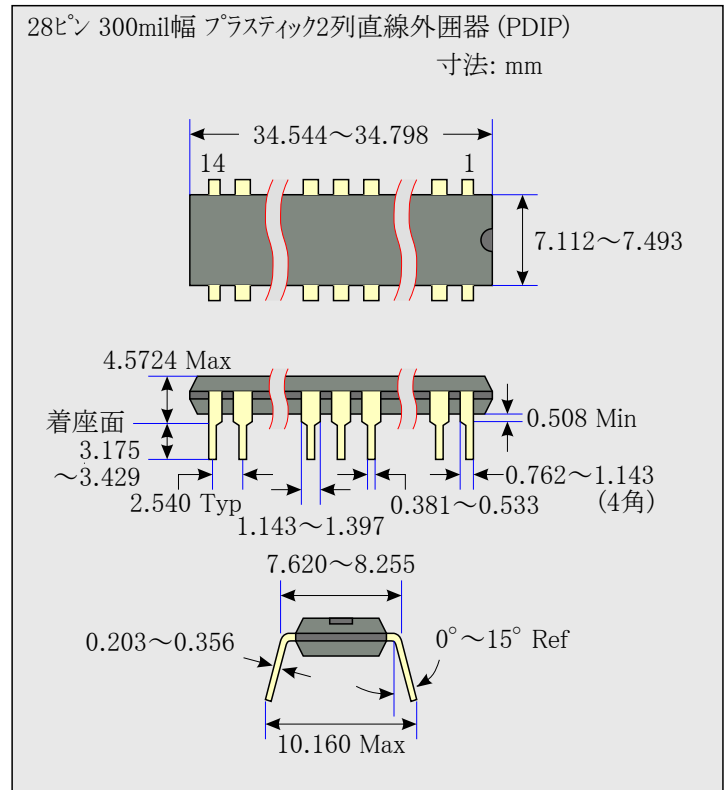 28ピン 300mil幅 プラスティック2列直線外囲器 (PDIP)
寸法: mm
34.544～34.798
14
1
7.112～7.493
4.5724 Max
着座面
3.175
～3.429
0.508 Min
2.540 Typ
0.762～1.143
(4角)
0.381～0.533
1.143～1.397
7.620～8.255
0.203～0.356
0°～15° Ref
10.160 Max